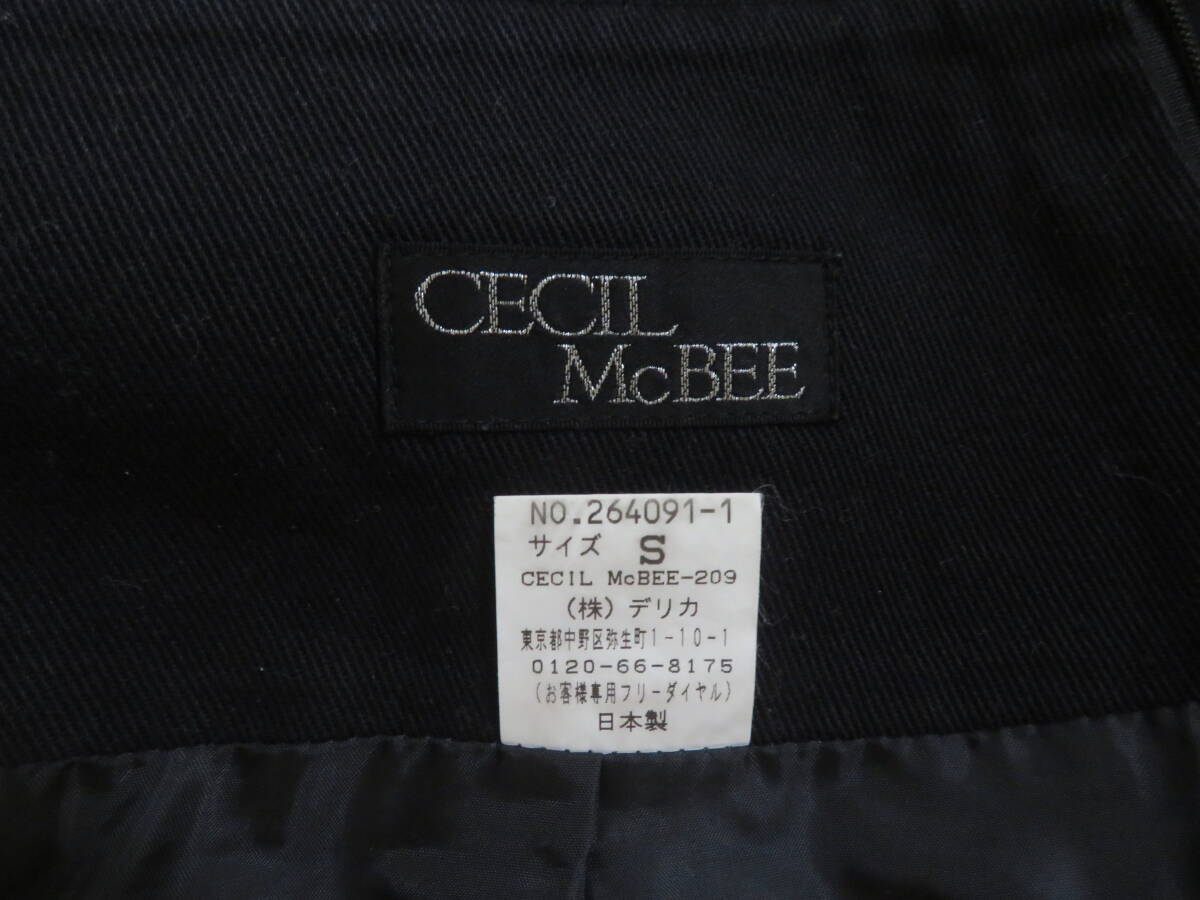 CECIL
McBEE
NO.264091-1
サイズ S
CECIL McBEE-209
(株)デリカ
東京都中野区弥生町1-10-1
0120-66-8175
(お客様専用フリーダイヤル)
日本製